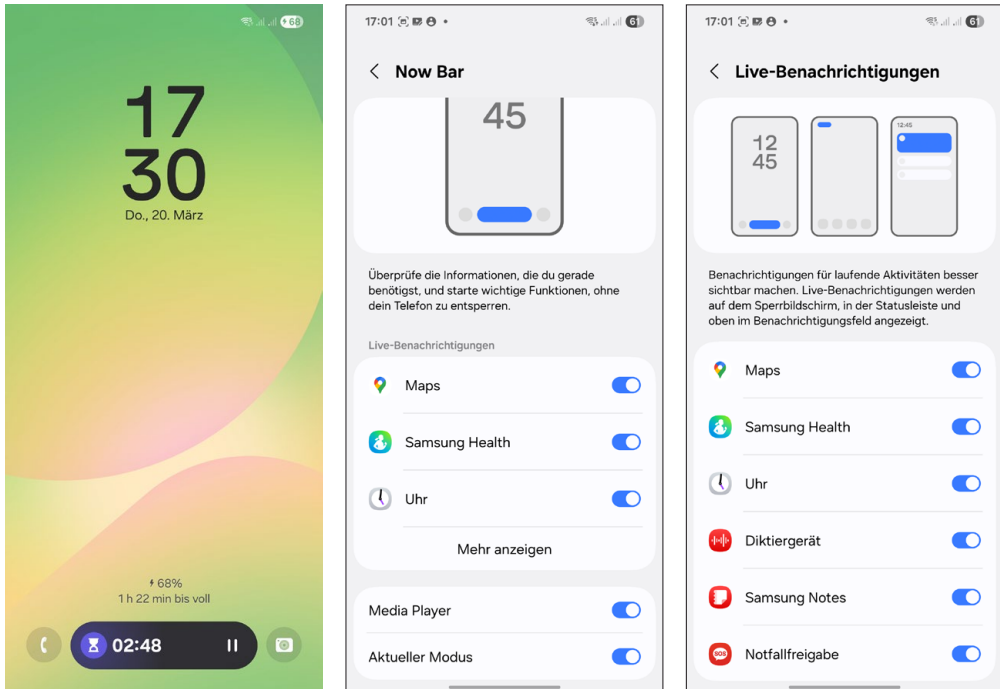 68
17
30
Do., 20. März
68%
1 h 22 min bis voll
02:48
17:01
61
Now Bar
45
Überprüfe die Informationen, die du gerade
benötigst, und starte wichtige Funktionen, ohne
dein Telefon zu entsperren.
Live-Benachrichtigungen
Maps
Samsung Health
Uhr
Mehr anzeigen
Media Player
Aktueller Modus
17:01
61
Live-Benachrichtigungen
12
45
12:45
Benachrichtigungen für laufende Aktivitäten besser
sichtbar machen. Live-Benachrichtigungen werden
auf dem Sperrbildschirm, in der Statusleiste und
oben im Benachrichtigungsfeld angezeigt.
Maps
Samsung Health
Uhr
Diktiergerät
Samsung Notes
SOS
Notfallfreigabe